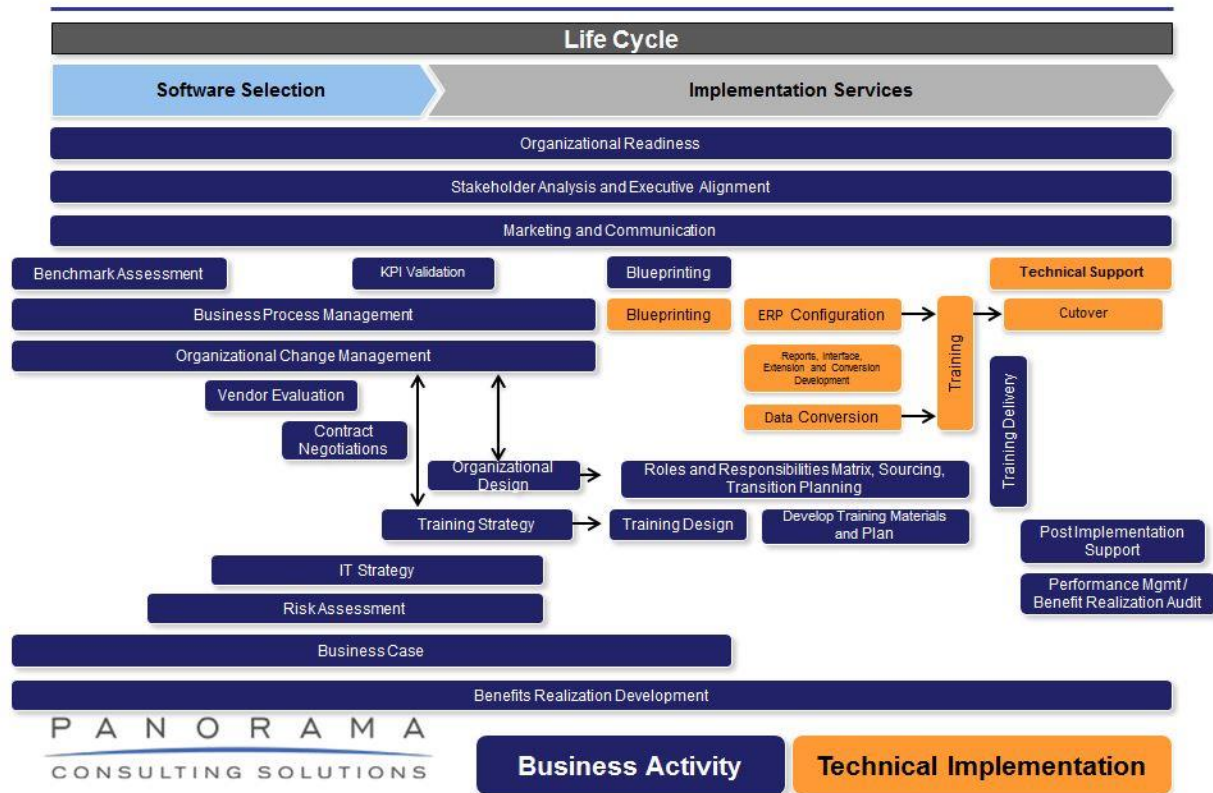 Life Cycle
Software Selection
Implementation Services
Organizational Readiness
Stakeholder Analysis and Executive Alignment
Marketing and Communication
Benchmark Assessment
KPI Validation
Blueprinting
Technical Support
Business Process Management
Blueprinting
ERP Configuration
Training
Cutover
Organizational Change Management
Reports, Interface,
Extension and Conversion
Development
Training Delivery
Vendor Evaluation
Data Conversion
Contract
Negotiations
Organizational
Design
Roles and Responsibilities Matrix, Sourcing,
Transition Planning
Training Strategy
Training Design
Develop Training Materials
and Plan
Post Implementation
Support
IT Strategy
Performance Mgmt /
Benefit Realization Audit
Risk Assessment
Business Case
Benefits Realization Development
PANORAMA
CONSULTING SOLUTIONS
Business Activity
Technical Implementation